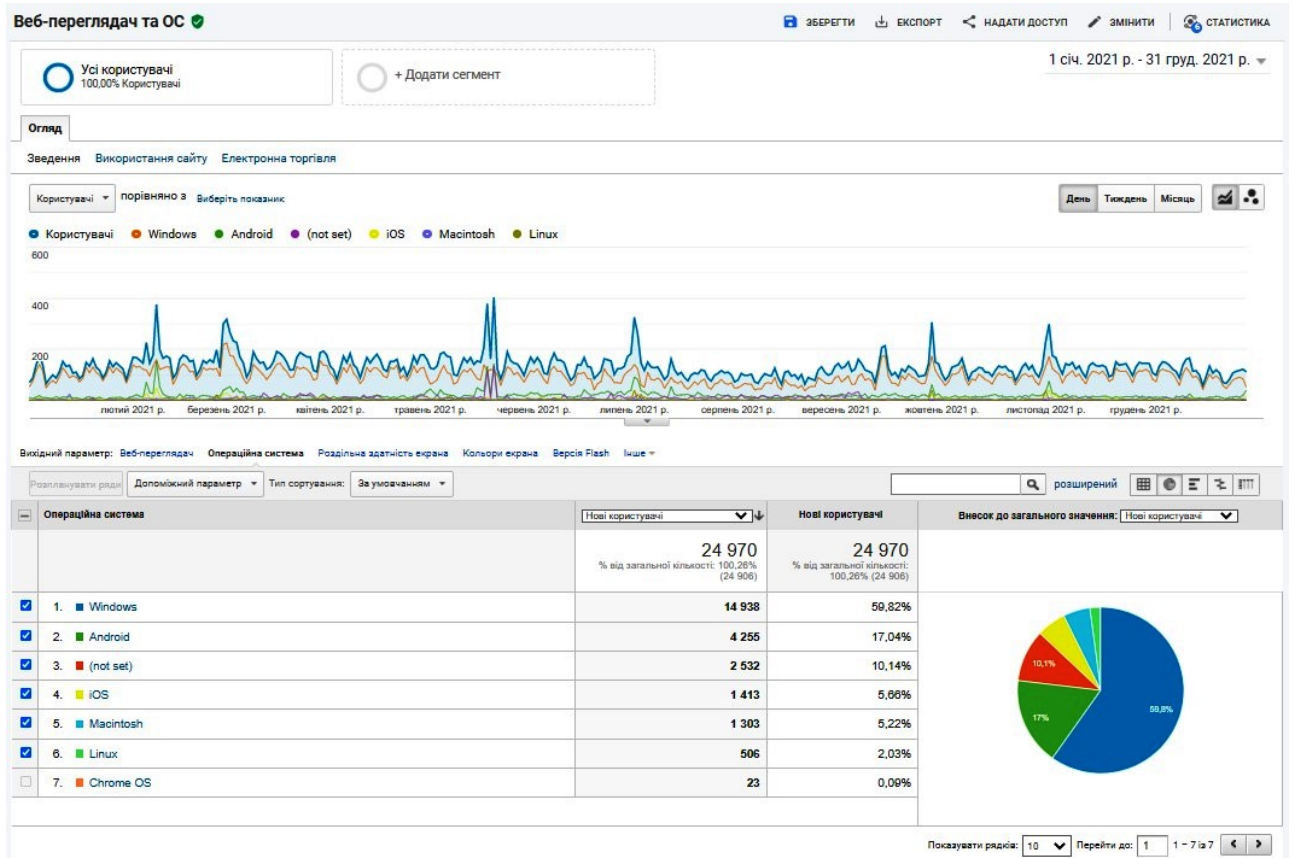 Веб-переглядач та ОС
ЗБЕРЕГТИ ЕКСПОРТ НАДАТИ ДОСТУП ЗМІНИТИ СТАТИСТИКА
1 січ. 2021 р. - 31 груд. 2021 р.
Усі користувачі
100,00% Користувачі
+ Додати сегмент
Огляд
Зведення Використання сайту Електронна торгівля
Користувачі порівняно з Виберіть показник
День Тиждень Місяць
Користувачі Windows Android (not set) iOS Macintosh Linux
600
400
200
лютий 2021 р. березень 2021 р. квітень 2021 р. травень 2021 р. червень 2021 р. липень 2021 р. серпень 2021 р. вересень 2021 р. жовтень 2021 р. листопад 2021 р. грудень 2021 р.
Вихідний параметр: Веб-переглядач Операційна система Роздільна здатність екрана Кольори екрана Версія Flash Інше
Розпланувати ряди Допоміжний параметр Тип сортування: За умовчанням розширений
Операційна система Нові користувачі Нові користувачі Внесок до загального значення: Нові користувачі
24 970 24 970
% від загальної кількості: 100,26% % від загальної кількості:
(24 906) 100,26% (24 906)
1. Windows 14 938 59,82%
2. Android 4 255 17,04%
3. (not set) 2 532 10,14%
4. iOS 1 413 5,66%
5. Macintosh 1 303 5,22%
6. Linux 506 2,03%
7. Chrome OS 23 0,09%
10,1%
59,8%
17%
Показувати рядків: 10 Перейти до: 1 1 – 7 із 7